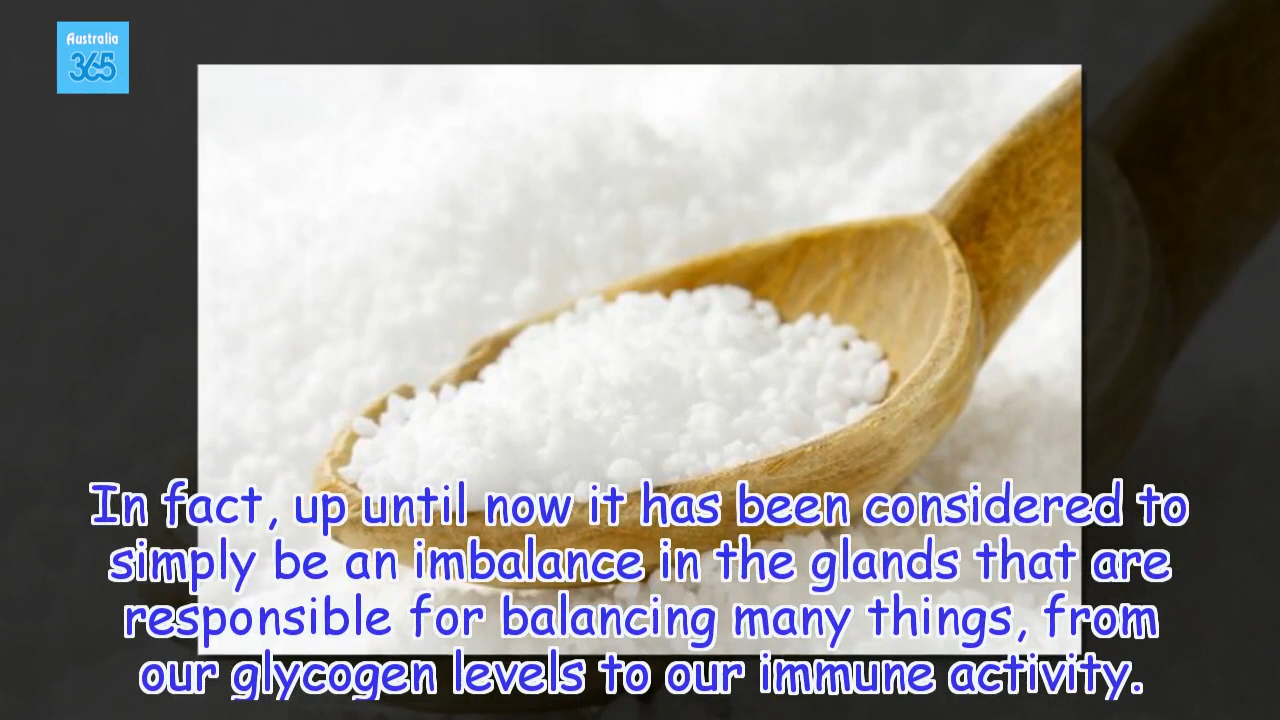 Australia
365
In fact, up until now it has been considered to
simply be an imbalance in the glands that are
responsible for balancing many things, from
our glycogen levels to our immune activity.